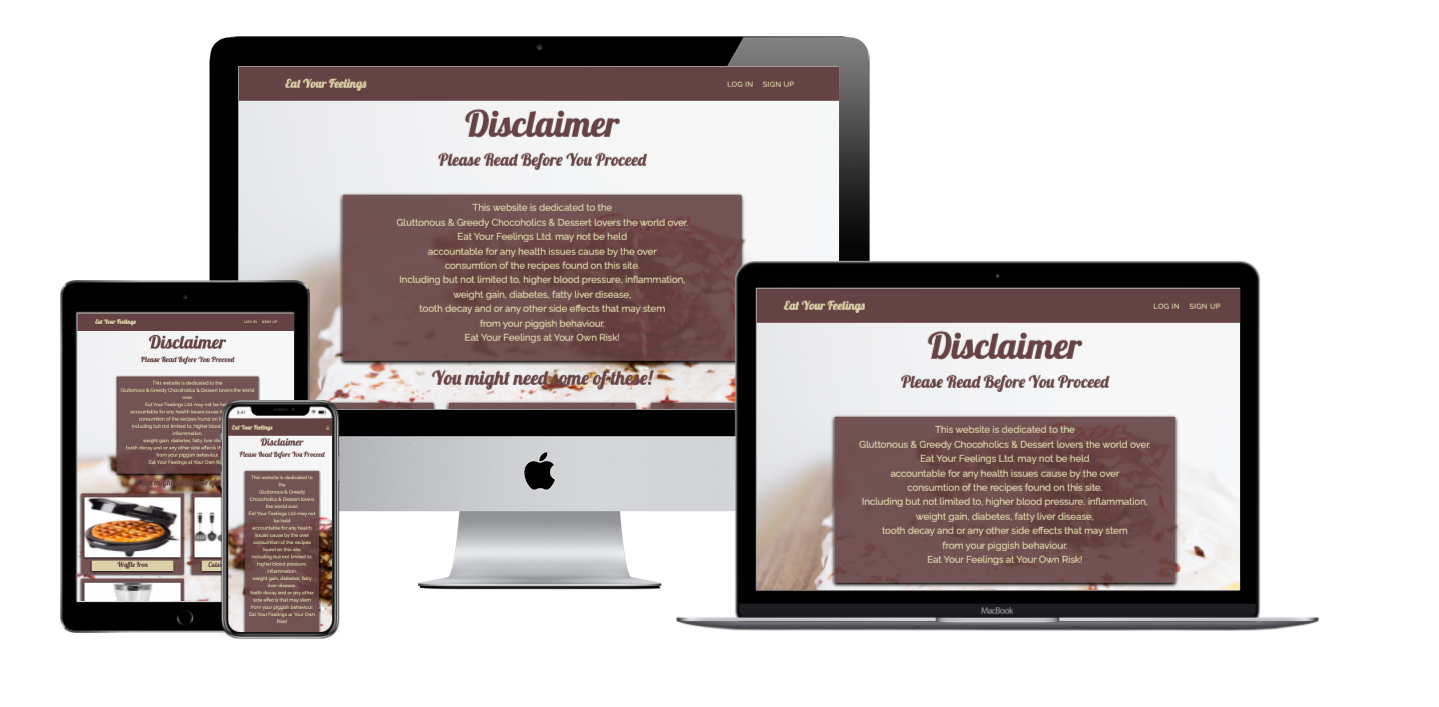 Eat Your Feelings
LOG IN SIGN UP
Disclaimer
Please Read Before You Proceed
This website is dedicated to the
Gluttonous & Greedy Chocoholics & Dessert lovers the world over.
Eat Your Feelings Ltd. may not be held
accountable for any health issues cause by the over
consumtion of the recipes found on this site.
Including but not limited to, higher blood pressure, inflammation,
weight gain, diabetes, fatty liver disease,
tooth decay and or any other side effects that may stem
from your piggish behaviour.
Eat Your Feelings at Your Own Risk!
You might need some of these!
Eat Your Feelings
LOG IN SIGN UP
Disclaimer
Please Read Before You Proceed
This website is dedicated to the
Gluttonous & Greedy Chocoholics & Dessert lovers the world over.
Eat Your Feelings Ltd. may not be held
accountable for any health issues cause by the over
consumtion of the recipes found on this site.
Including but not limited to, higher blood pressure, inflammation,
weight gain, diabetes, fatty liver disease,
tooth decay and or any other side effects that may stem
from your piggish behaviour.
Eat Your Feelings at Your Own Risk!
MacBook
Eat Your Feelings
LOG IN SIGN UP
Disclaimer
Please Read Before You Proceed
This website is dedicated to the
Gluttonous & Greedy Chocoholics & Dessert lovers the world
over.
Eat Your Feelings Ltd. may not be
accountable for any health issues cause
consumtion of the recipes found on
Including but not limited to, higher blood
inflammation,
weight gain, diabetes, fatty liver
tooth decay and or any other side effects
from your piggish behaviour.
Eat Your Feelings at Your Own
Waffle Iron
9:41
Eat Your Feelings
Disclaimer
Please Read Before You Proceed
This website is dedicated to
the
Gluttonous & Greedy
Chocoholics & Dessert lovers
the world over.
Eat Your Feelings Ltd. may not
be held
accountable for any health
issues cause by the over
consumtion of the recipes
found on this site.
Including but not limited to,
higher blood pressure,
inflammation,
weight gain, diabetes, fatty
liver disease,
tooth decay and or any other
side effects that may stem
from your piggish behaviour.
Eat Your Feelings at Your Own
Risk!